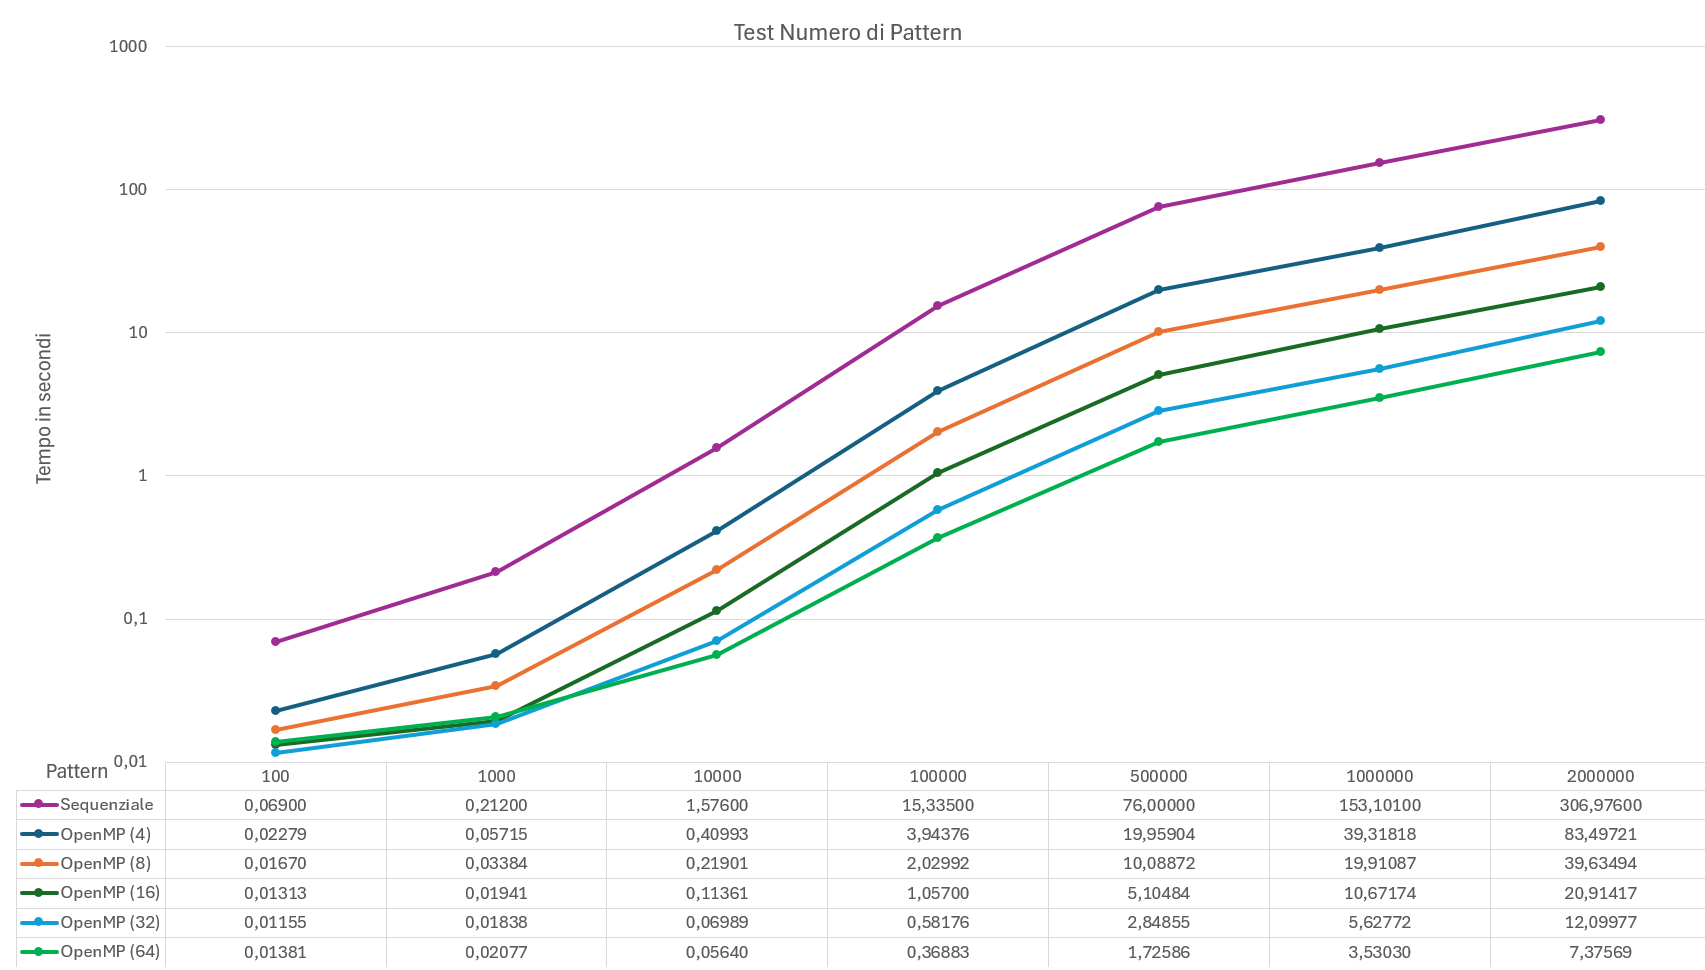 Test Numero di Pattern
1000
100
10
1
0,1
0,01
Tempo in secondi
Pattern
100 1000 10000 100000 500000 1000000 2000000
Sequenziale 0,06900 0,21200 1,57600 15,33500 76,00000 153,10100 306,97600
OpenMP (4) 0,02279 0,05715 0,40993 3,94376 19,95904 39,31818 83,49721
OpenMP (8) 0,01670 0,03384 0,21901 2,02992 10,08872 19,91087 39,63494
OpenMP (16) 0,01313 0,01941 0,11361 1,05700 5,10484 10,67174 20,91417
OpenMP (32) 0,01155 0,01838 0,06989 0,58176 2,84855 5,62772 12,09977
OpenMP (64) 0,01381 0,02077 0,05640 0,36883 1,72586 3,53030 7,37569